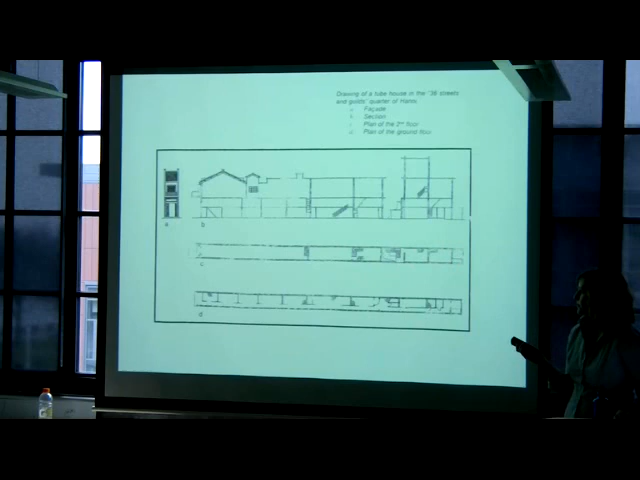 Drawing of a tube house in the "36 streets
and guilds" quarter of Hanoi
a Façade
b Section
c Plan of the 2nd floor
d Plan of the ground floor
a
b
c
d